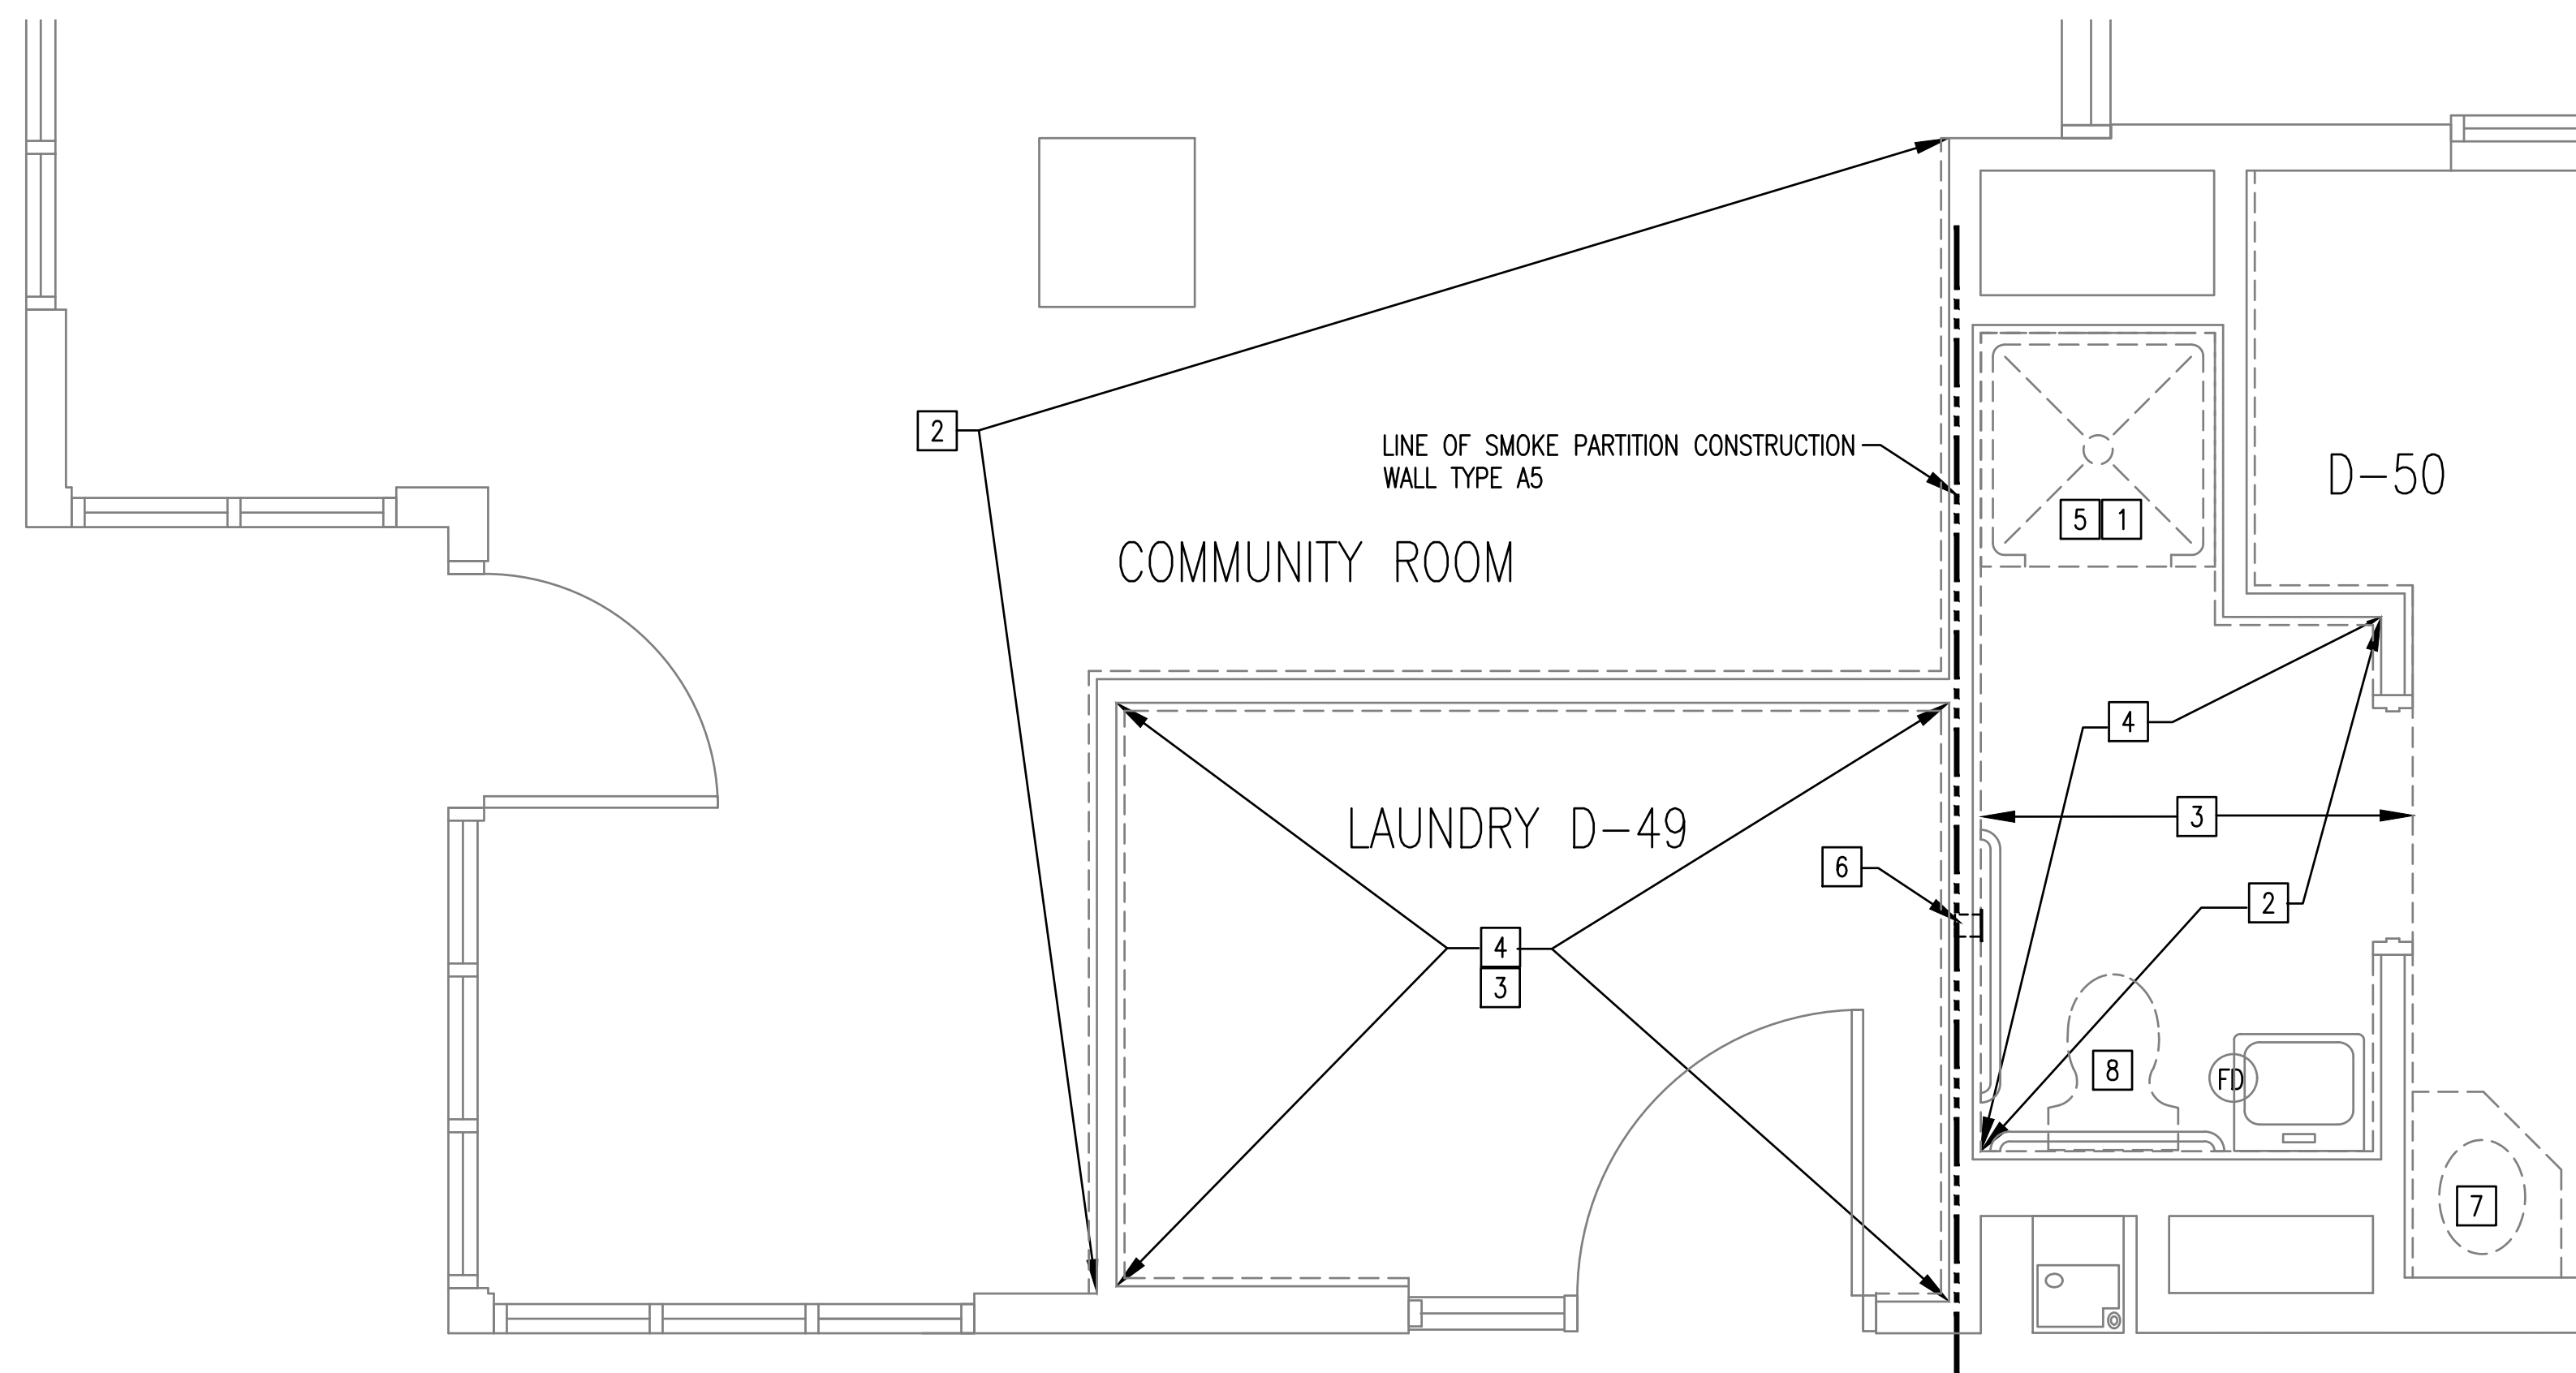 2
LINE OF SMOKE PARTITION CONSTRUCTION
WALL TYPE A5
D-50
5 1
COMMUNITY ROOM
4
3
LAUNDRY D-49
6
2
4
3
8
FD
7